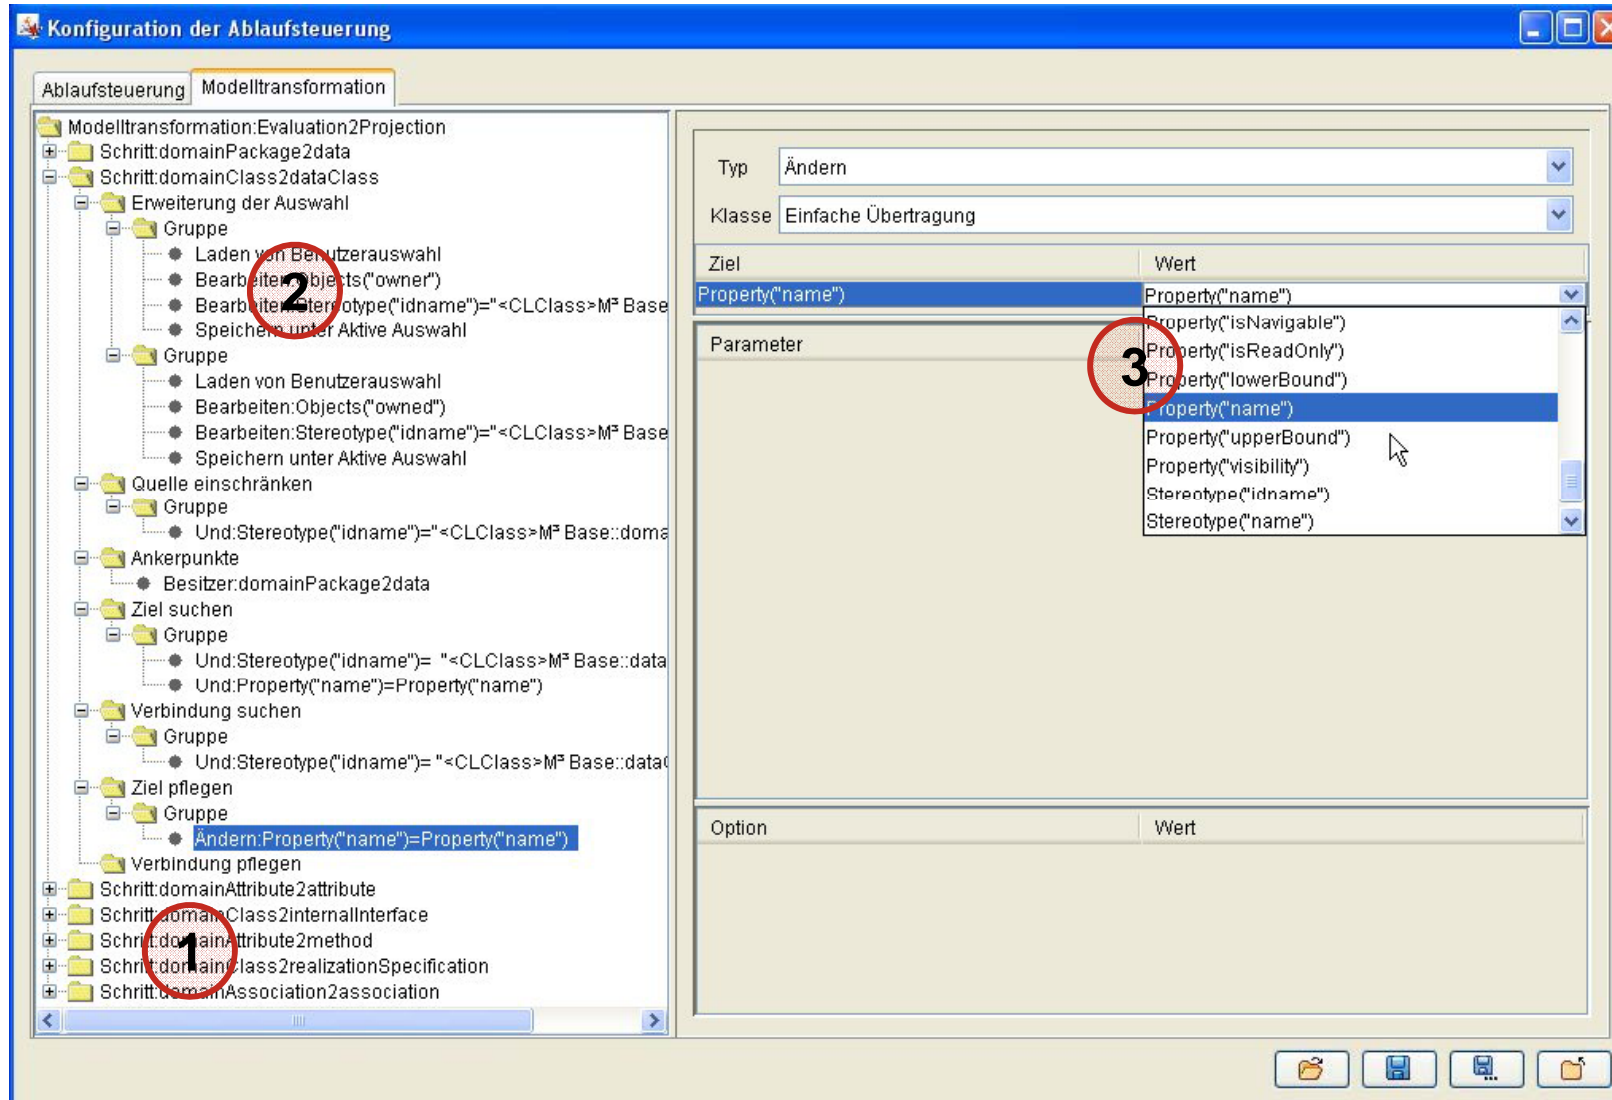 Konfiguration der Ablaufsteuerung
Ablaufsteuerung
Modelltransformation
Modelltransformation:Evaluation2Projection
Schritt:domainPackage2data
Schritt:domainClass2dataClass
Erweiterung der Auswahl
Gruppe
Laden von Benutzerauswahl
Bearbeiten:Objects("owner")
Bearbeiten:Stereotype("idname")="<CLClass>M³ Base
Speichern unter Aktive Auswahl
2
Gruppe
Laden von Benutzerauswahl
Bearbeiten:Objects("owned")
Bearbeiten:Stereotype("idname")="<CLClass>M³ Base
Speichern unter Aktive Auswahl
Quelle einschränken
Gruppe
Und:Stereotype("idname")="<CLClass>M³ Base::doma
Ankerpunkte
Besitzer:domainPackage2data
Ziel suchen
Gruppe
Und:Stereotype("idname")= "<CLClass>M³ Base::data
Und:Property("name")=Property("name")
Verbindung suchen
Gruppe
Und:Stereotype("idname")= "<CLClass>M³ Base::data
Ziel pflegen
Gruppe
Ändern:Property("name")=Property("name")
Verbindung pflegen
Schritt:domainAttribute2attribute
Schritt:domainClass2internalInterface
Schritt:domainAttribute2method
Schritt:domainClass2realizationSpecification
Schritt:domainAssociation2association
1
Typ Ändern
Klasse Einfache Übertragung
Ziel Wert
Property("name") Property("name")
Parameter
3
Property("isNavigable")
Property("isReadOnly")
Property("lowerBound")
Property("name")
Property("upperBound")
Property("visibility")
Stereotype("idname")
Stereotype("name")
Option Wert